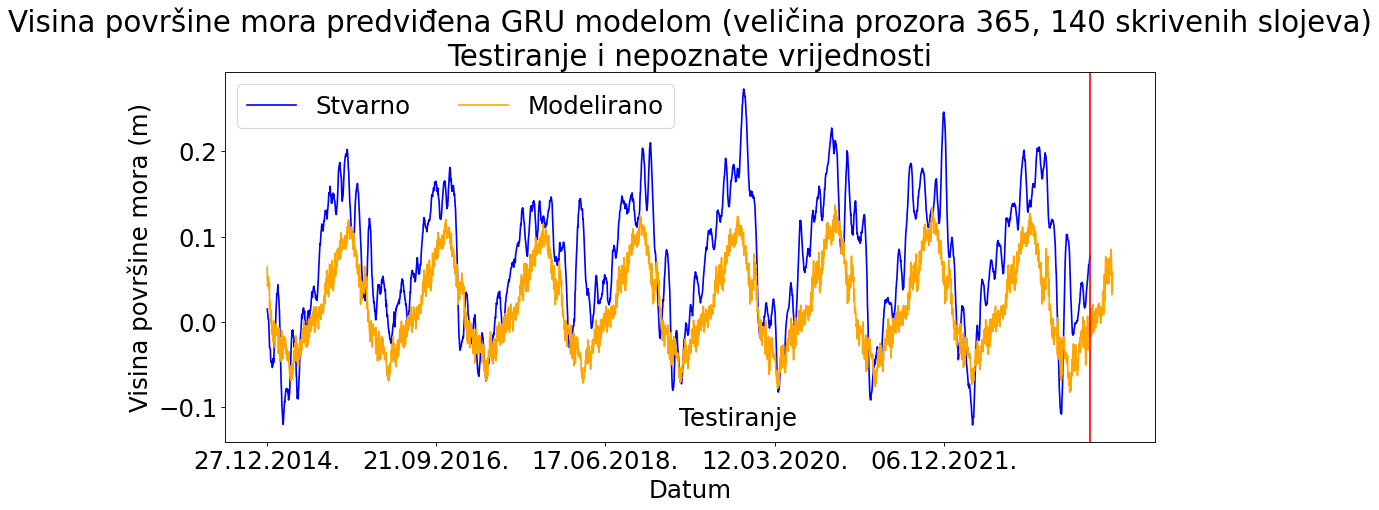 Visina površine mora predviđena GRU modelom (veličina prozora 365, 140 skrivenih slojeva)
Testiranje i nepoznate vrijednosti
Stvarno
Modelirano
Visina površine mora (m)
0.2
0.1
0.0
−0.1
Testiranje
27.12.2014.
21.09.2016.
17.06.2018.
12.03.2020.
06.12.2021.
Datum